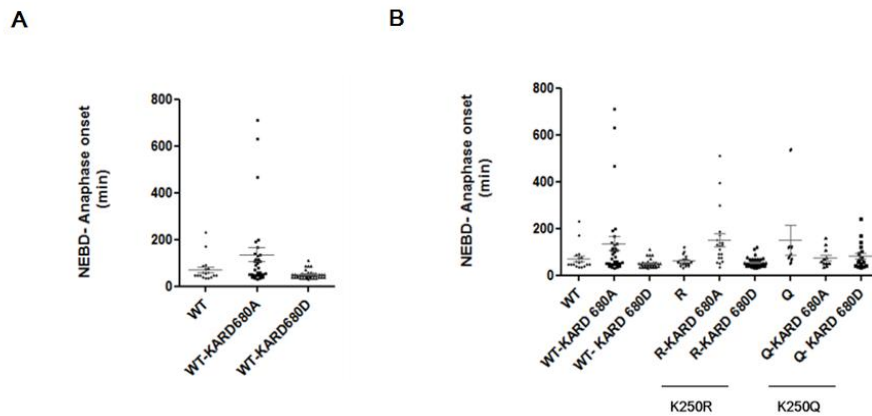 A
B
NEBD- Anaphase onset
(min)
800
600
400
200
0
WT
WT-KARD680A
WT-KARD680D
NEBD- Anaphase onset
(min)
800
600
400
200
0
WT
WT-KARD 680A
WT- KARD 680D
R
R-KARD 680A
R-KARD 680D
Q
Q-KARD 680A
Q- KARD 680D
K250R
K250Q